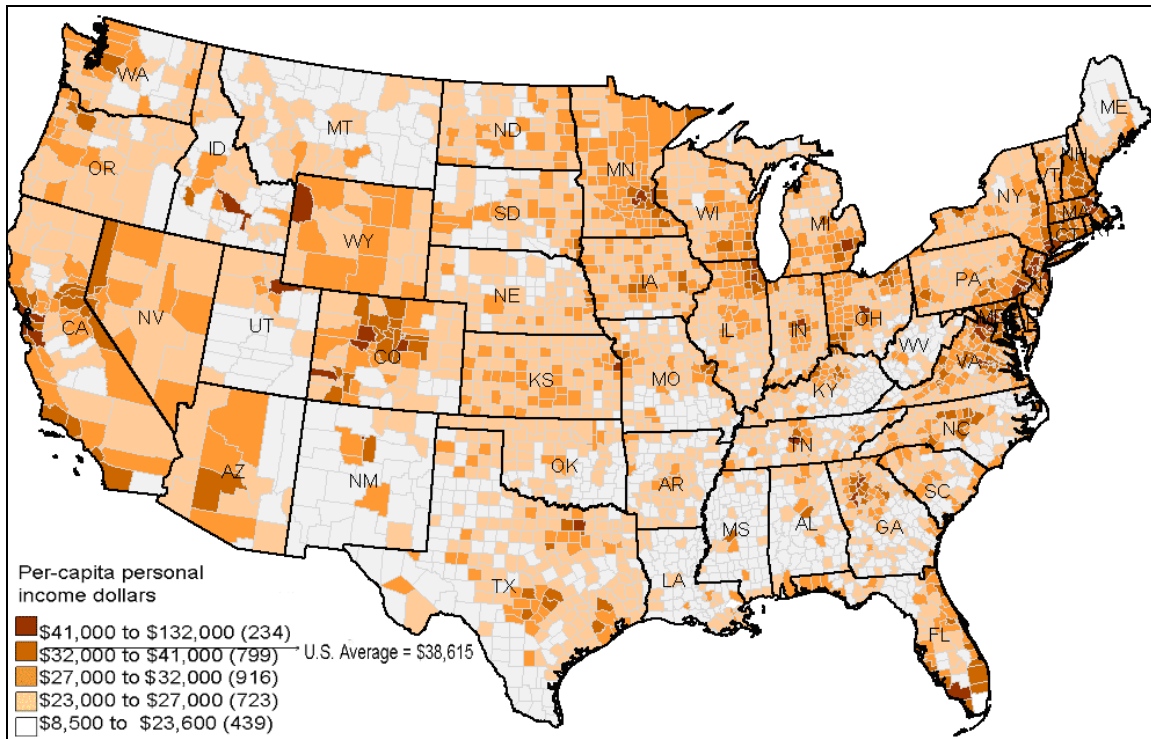 WA
ME
MT
ND
MN
OR
ID
SD
WI
NY
NH
VT
MA
CT
WY
MI
IA
PA
NE
NV
UT
IL
IN
OH
CA
CO
WV
VA
KS
MO
KY
NC
TN
AZ
NM
OK
AR
SC
MS
AL
GA
TX
LA
FL
Per-capita personal
income dollars
$41,000 to $132,000 (234)
$32,000 to $41,000 (799)
U.S. Average = $38,615
$27,000 to $32,000 (916)
$23,000 to $27,000 (723)
$8,500 to $23,600 (439)